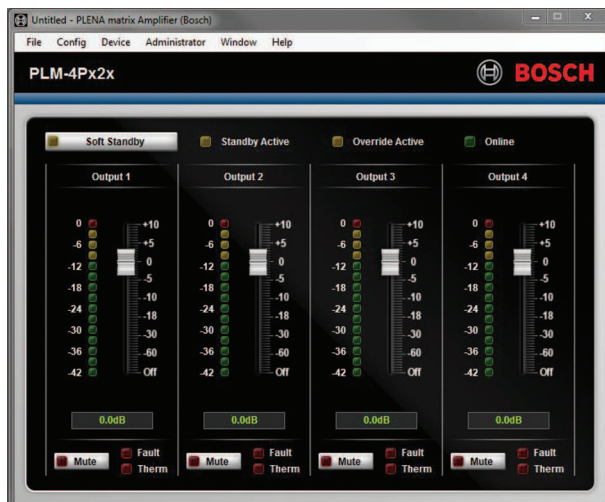 Untitled - PLENA matrix Amplifier (Bosch)
File Config Device Administrator Window Help
PLM-4Px2x
BOSCH
Soft Standby Standby Active Override Active Online
Output 1 Output 2 Output 3 Output 4
0 +10 0 +10 0 +10 0 +10
+5 +5 +5 +5
-6 -6 -6 -6
0 0 0 0
-12 -12 -12 -12
-5 -5 -5 -5
-18 -10 -18 -10 -18 -10 -18 -10
-24 -18 -24 -18 -24 -18 -24 -18
-30 -30 -30 -30 -30 -30 -30 -30
-36 -60 -36 -60 -36 -60 -36 -60
-42 Off -42 Off -42 Off -42 Off
0.0dB 0.0dB 0.0dB 0.0dB
Fault Fault Fault Fault
Mute Mute Mute Mute
Therm Therm Therm Therm